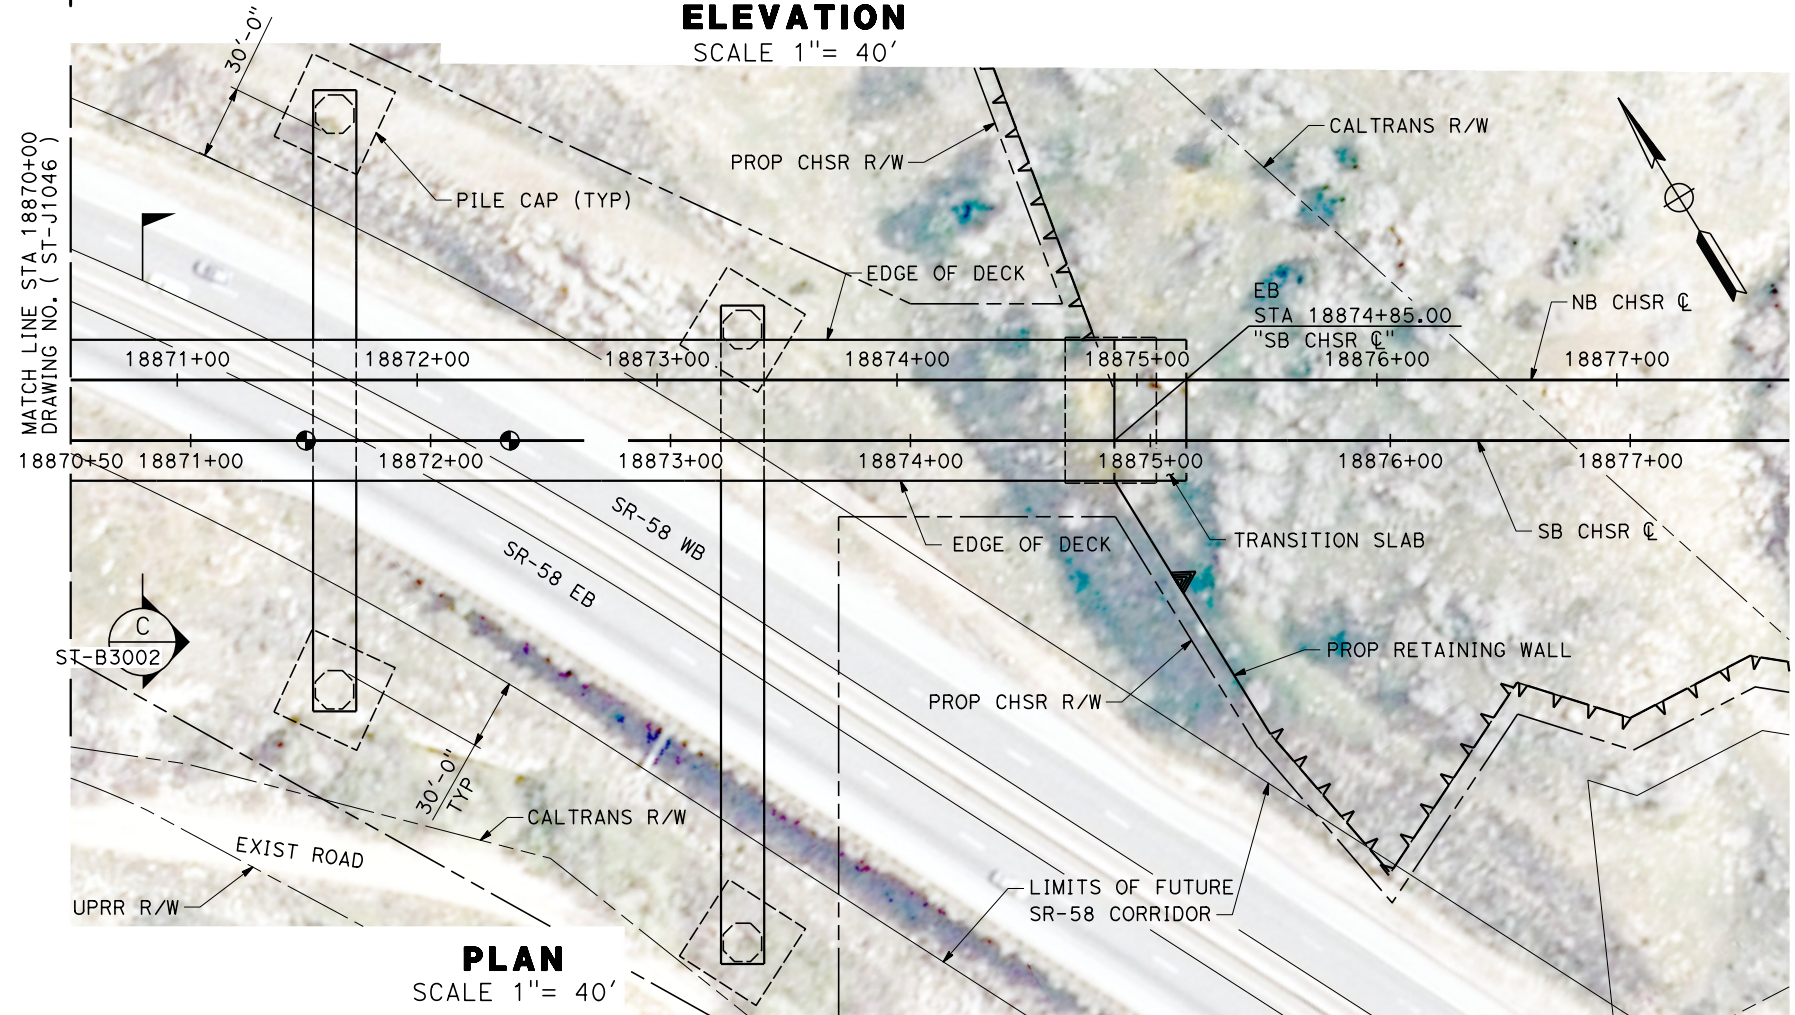 ELEVATION
SCALE 1"= 40'
30'-0"
MATCH LINE STA 18870+00
DRAWING NO. ( ST-J1046 )
PILE CAP (TYP)
PROP CHSR R/W
CALTRANS R/W
EDGE OF DECK
EB
STA 18874+85.00
"SB CHSR ℄"
NB CHSR ℄
18871+00 18872+00 18873+00 18874+00 18875+00 18876+00 18877+00
18870+50 18871+00 18872+00 18873+00 18874+00 18875+00 18876+00 18877+00
SR-58 WB
SR-58 EB
EDGE OF DECK
TRANSITION SLAB
SB CHSR ℄
C
ST-B3002
PROP RETAINING WALL
PROP CHSR R/W
30'-0"
TYP
CALTRANS R/W
EXIST ROAD
UPRR R/W
LIMITS OF FUTURE
SR-58 CORRIDOR
PLAN
SCALE 1"= 40'